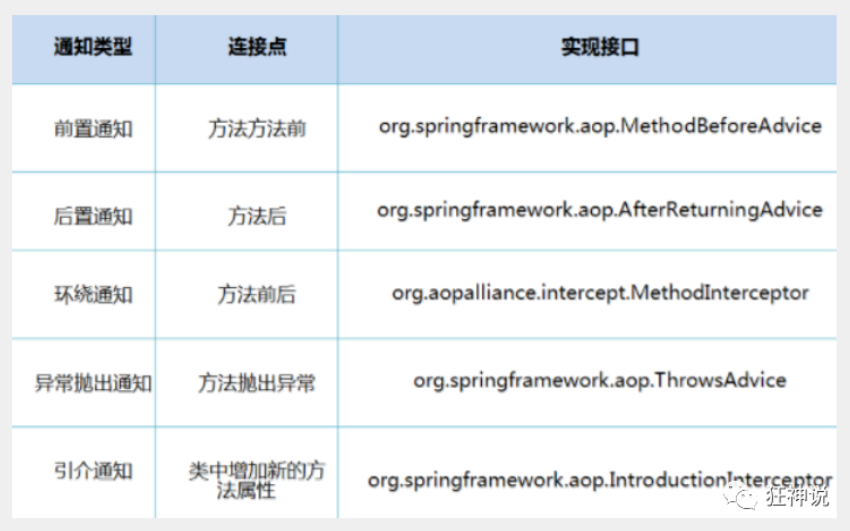 通知类型 连接点 实现接口
前置通知 方法方法前 org.springframework.aop.MethodBeforeAdvice
后置通知 方法后 org.springframework.aop.AfterReturningAdvice
环绕通知 方法前后 org.aopalliance.intercept.MethodInterceptor
异常抛出通知 方法抛出异常 org.springframework.aop.ThrowsAdvice
引介通知 类中增加新的方 org.springframework.aop.IntroductionInterceptor
法属性
狂神说